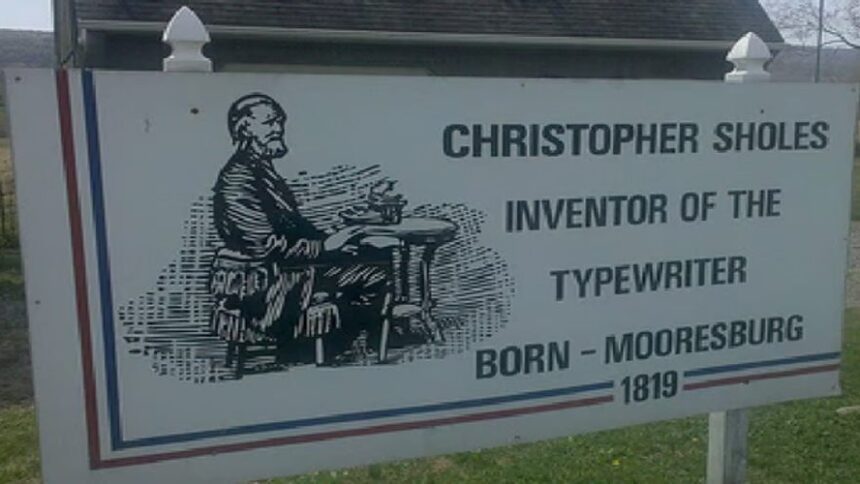 CHRISTOPHER SHOLES
INVENTOR OF THE
TYPEWRITER
BORN - MOORESBURG
1819